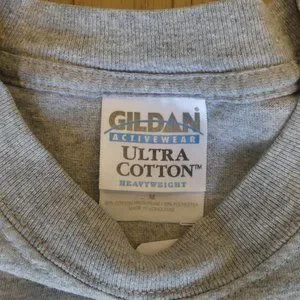 GILDAN
ACTIVEWEAR
ULTRA
COTTON™
HEAVYWEIGHT
M